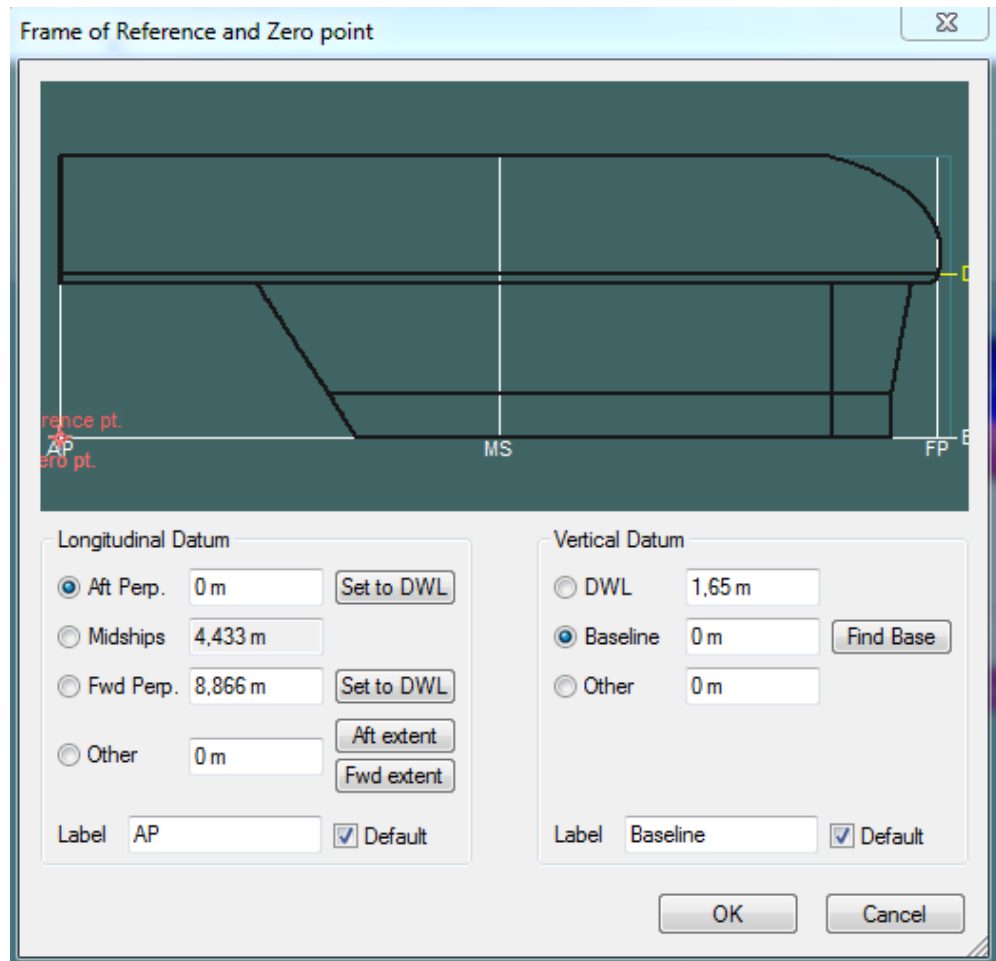 Frame of Reference and Zero point
D
rence pt.
AP
ero pt.
MS
FP
B
Longitudinal Datum
Aft Perp. 0 m Set to DWL
Midships 4,433 m
Fwd Perp. 8,866 m Set to DWL
Other 0 m Aft extent
Fwd extent
Label AP Default
Vertical Datum
DWL 1,65 m
Baseline 0 m Find Base
Other 0 m
Label Baseline Default
OK Cancel